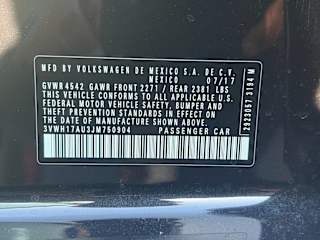 MFD. BY VOLKSWAGEN DE MEXICO S.A. DE C.V.
MEXICO 07/17
GVWR 4542 GAWR FRONT 2271 / REAR 2381 LBS
THIS VEHICLE CONFORMS TO ALL APPLICABLE
FEDERAL MOTOR VEHICLE SAFETY, BUMPER AND
THEFT PREVENTION STANDARDS IN EFFECT
ON THE DATE OF MANUFACTURE SHOWN ABOVE
3VWH17AU3JM750904 PASSENGER CAR
2923057 3184 M